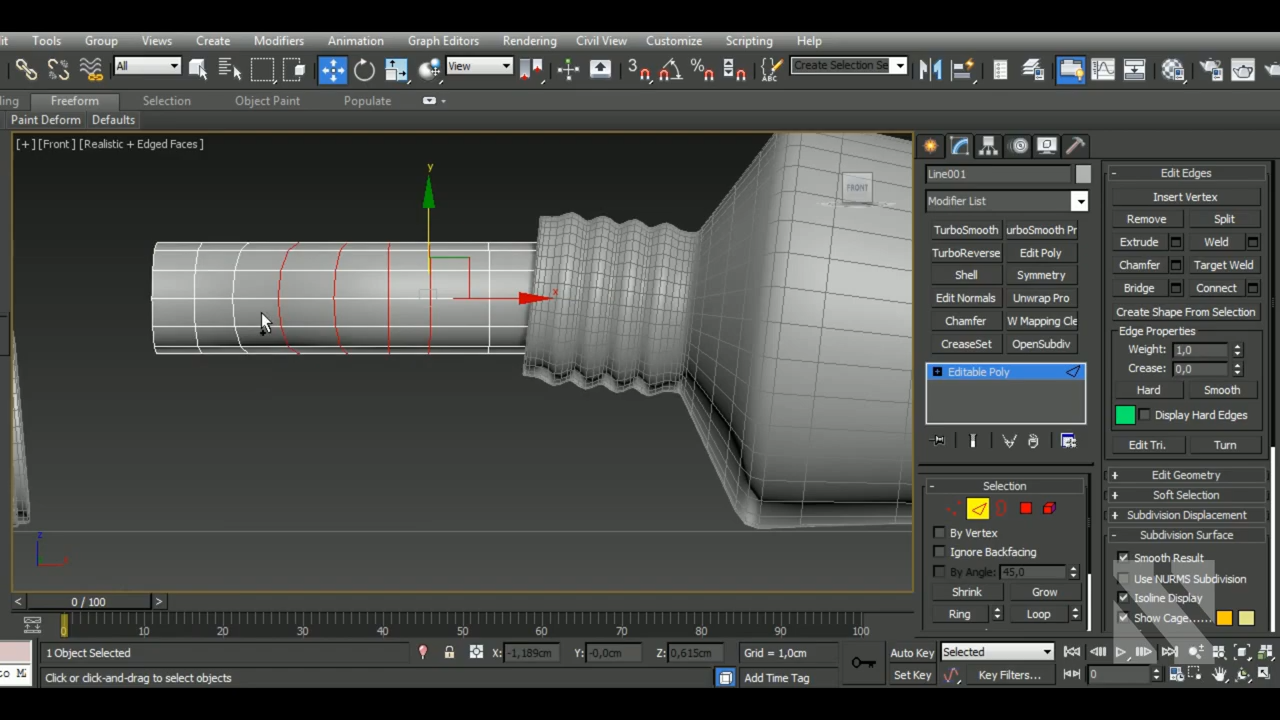 it Tools Group Views Create Modifiers Animation Graph Editors Rendering Civil View Customize Scripting Help
All View 3 Create Selection Se
ling Freeform Selection Object Paint Populate
Paint Deform Defaults
[+] [Front] [Realistic + Edged Faces ]
FRONT
y
x
z
Line001
Modifier List
TurboSmooth urboSmooth Pr
TurboReverse Edit Poly
Shell Symmetry
Edit Normals Unwrap Pro
Chamfer W Mapping Cle
CreaseSet OpenSubdiv
+ Editable Poly
- Selection
By Vertex
Ignore Backfacing
By Angle: 45,0
Shrink Grow
Ring Loop
- Edit Edges
Insert Vertex
Remove Split
Extrude Weld
Chamfer Target Weld
Bridge Connect
Create Shape From Selection
Edge Properties
Weight: 1,0
Crease: 0,0
Hard Smooth
Display Hard Edges
Edit Tri. Turn
+ Edit Geometry
+ Soft Selection
+ Subdivision Displacement
- Subdivision Surface
Smooth Result
Use NURMS Subdivision
Isoline Display
Show Cage......
< 0 / 100 >
0 10 20 30 40 50 60 70 80 90 100
1 Object Selected X: -1,189cm Y: -0,0cm Z: 0,615cm Grid = 1,0cm Auto Key Selected
to Mi Click or click-and-drag to select objects Add Time Tag Set Key Key Filters... 0